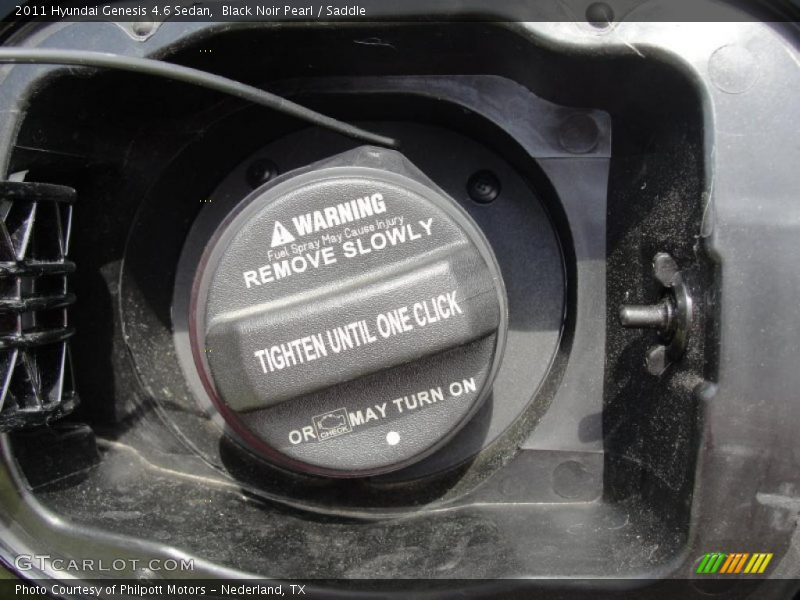 2011 Hyundai Genesis 4.6 Sedan,  Black Noir Pearl / Saddle
WARNING
Fuel Spray May Cause Injury
REMOVE SLOWLY
TIGHTEN UNTIL ONE CLICK
OR CHECK MAY TURN ON
GTCARLOT.COM
Photo Courtesy of Philpott Motors – Nederland, TX